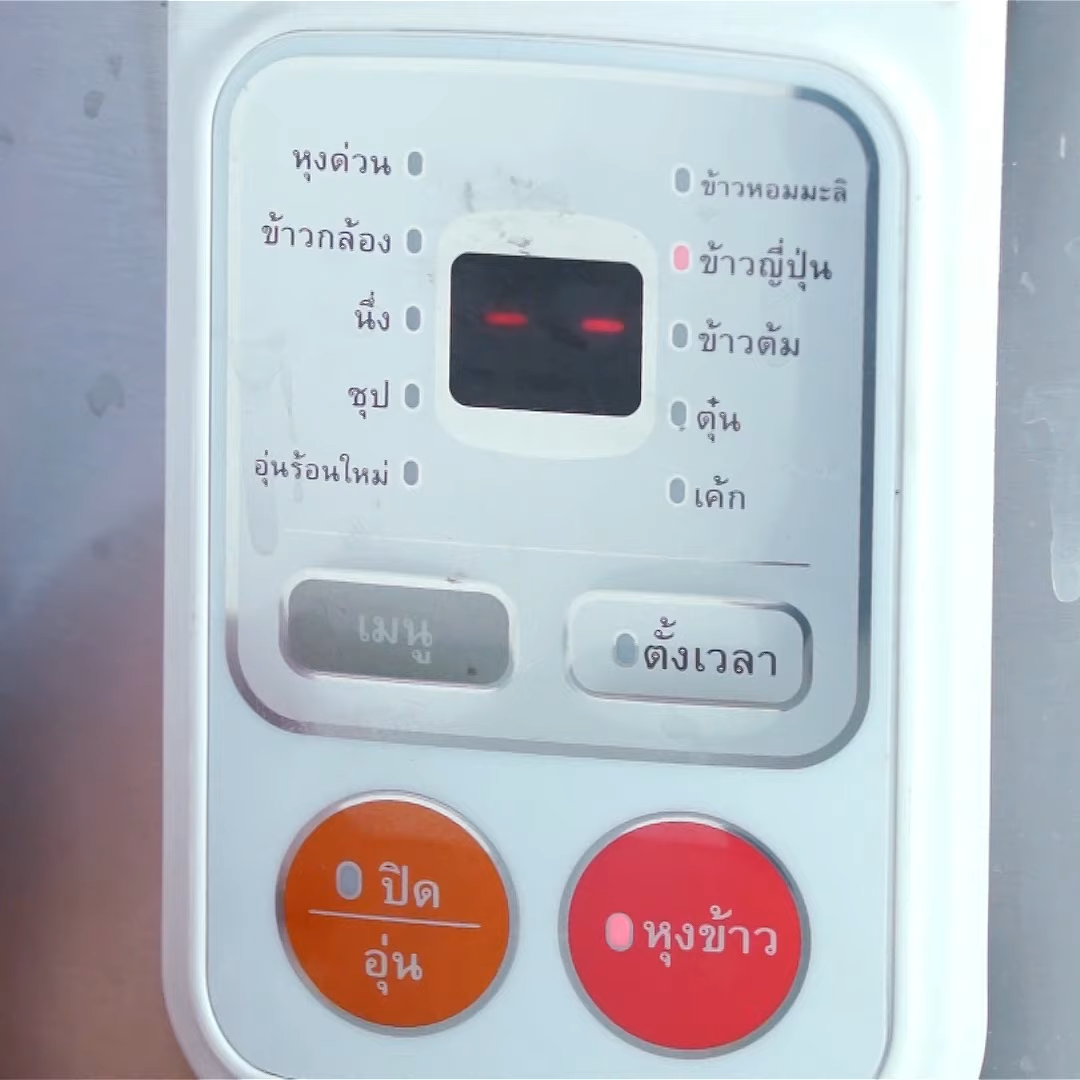 หุงด่วน
ข้าวกล้อง
นึ่ง
ซุป
อุ่นร้อนใหม่
ข้าวหอมมะลิ
ข้าวญี่ปุ่น
ข้าวต้ม
ตุ๋น
เค้ก
- -
เมนู
ตั้งเวลา
ปิด
อุ่น
หุงข้าว